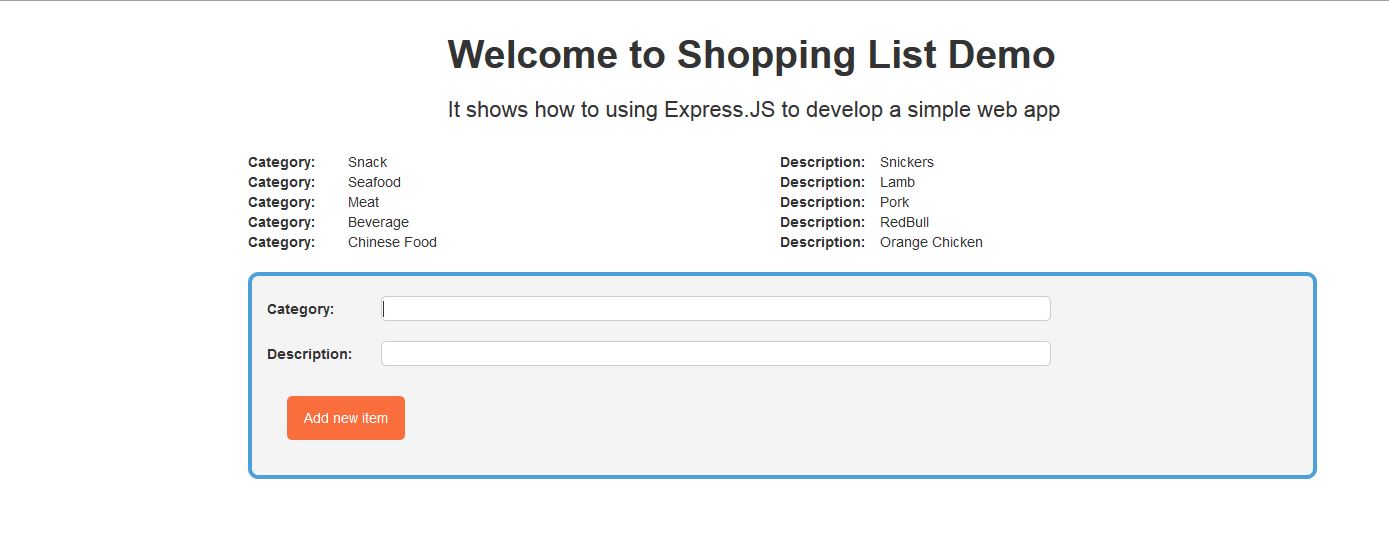 Welcome to Shopping List Demo
It shows how to using Express.JS to develop a simple web app
Category: Snack Description: Snickers
Category: Seafood Description: Lamb
Category: Meat Description: Pork
Category: Beverage Description: RedBull
Category: Chinese Food Description: Orange Chicken
Category:
Description:
Add new item